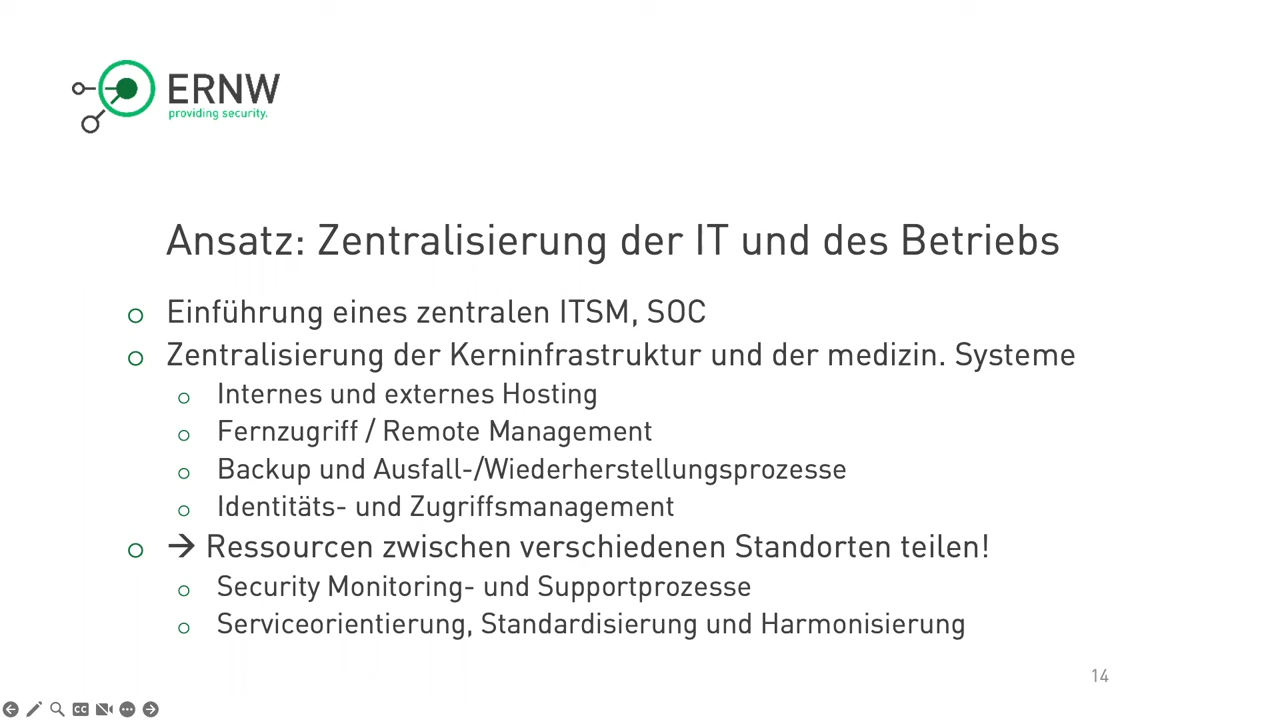 ERNW
providing security.
Ansatz: Zentralisierung der IT und des Betriebs
Einführung eines zentralen ITSM, SOC
Zentralisierung der Kerninfrastruktur und der medizin. Systeme
Internes und externes Hosting
Fernzugriff / Remote Management
Backup und Ausfall-/Wiederherstellungsprozesse
Identitäts- und Zugriffsmanagement
→ Ressourcen zwischen verschiedenen Standorten teilen!
Security Monitoring- und Supportprozesse
Serviceorientierung, Standardisierung und Harmonisierung
14
CC